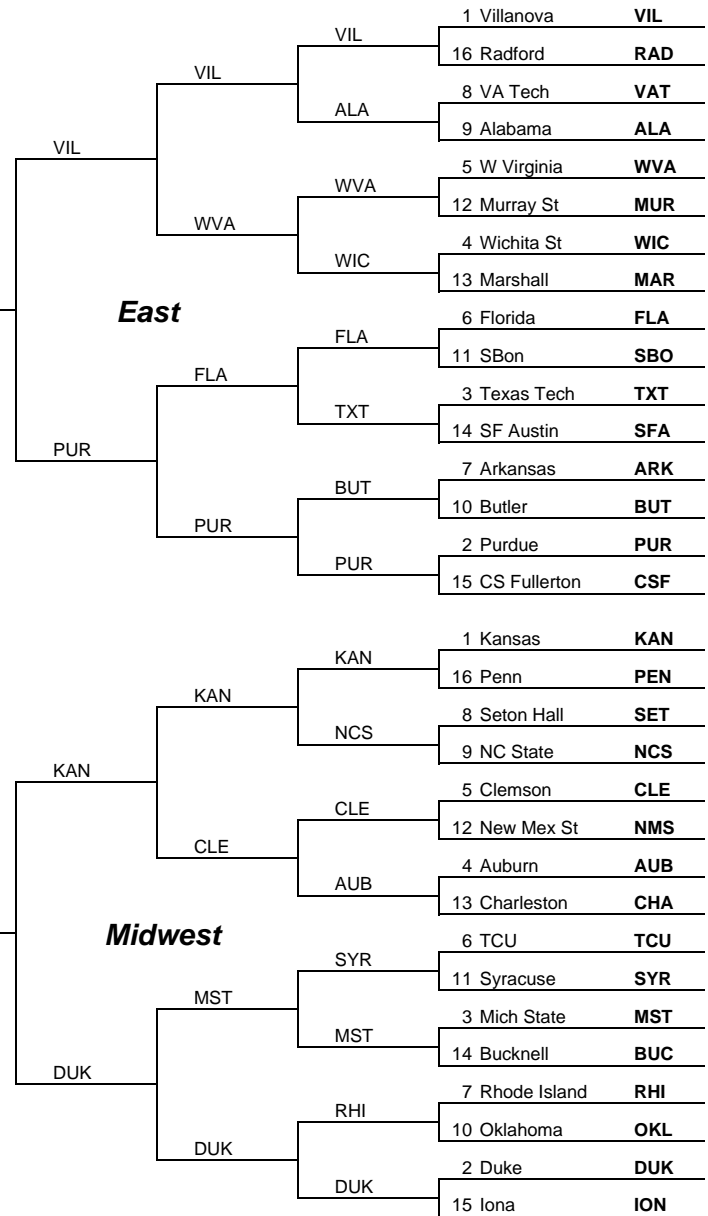 1 Villanova VIL
VIL
16 Radford RAD
VIL
8 VA Tech VAT
ALA
9 Alabama ALA
VIL
5 W Virginia WVA
WVA
12 Murray St MUR
WVA
4 Wichita St WIC
WIC
13 Marshall MAR
East
6 Florida FLA
FLA
11 SBon SBO
FLA
3 Texas Tech TXT
TXT
14 SF Austin SFA
PUR
7 Arkansas ARK
BUT
10 Butler BUT
PUR
2 Purdue PUR
PUR
15 CS Fullerton CSF
1 Kansas KAN
KAN
16 Penn PEN
KAN
8 Seton Hall SET
NCS
9 NC State NCS
KAN
5 Clemson CLE
CLE
12 New Mex St NMS
CLE
4 Auburn AUB
AUB
13 Charleston CHA
Midwest
6 TCU TCU
SYR
11 Syracuse SYR
MST
3 Mich State MST
MST
14 Bucknell BUC
DUK
7 Rhode Island RHI
RHI
10 Oklahoma OKL
DUK
2 Duke DUK
DUK
15 Iona ION